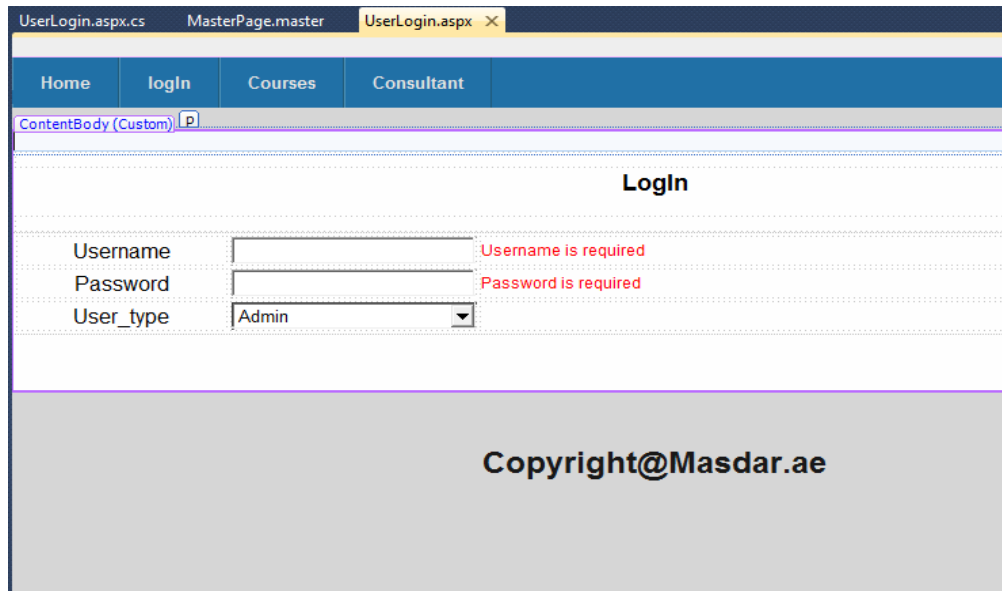 UserLogin.aspx.cs MasterPage.master UserLogin.aspx
Home logIn Courses Consultant
ContentBody (Custom) p
LogIn
Username Username is required
Password Password is required
User_type Admin
Copyright@Masdar.ae